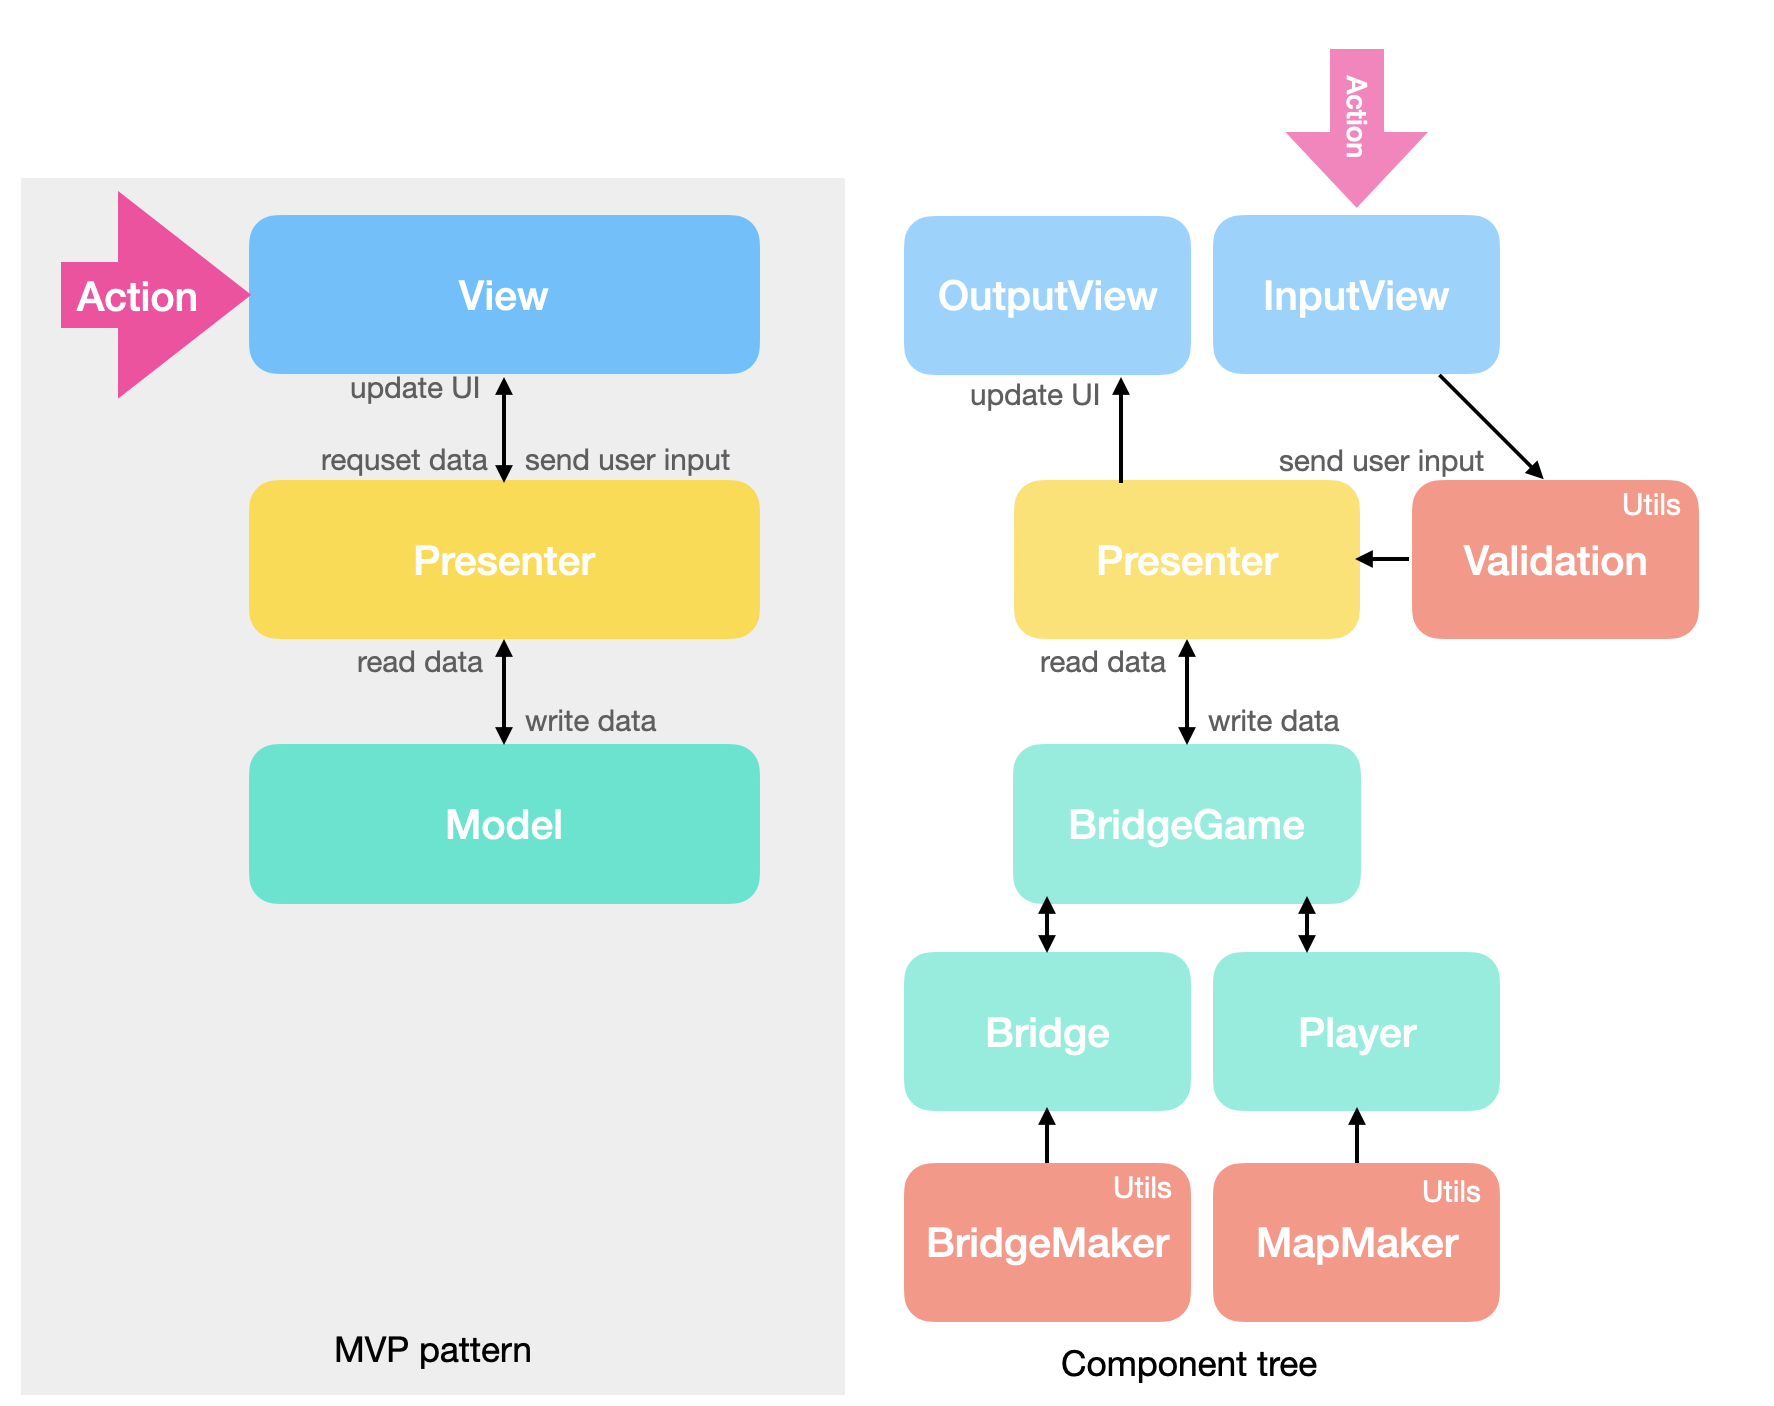 Action
View
update UI
requset data
send user input
Presenter
read data
write data
Model
MVP pattern
Action
OutputView
InputView
update UI
send user input
Presenter
Utils
Validation
read data
write data
BridgeGame
Bridge
Player
Utils
BridgeMaker
Utils
MapMaker
Component tree